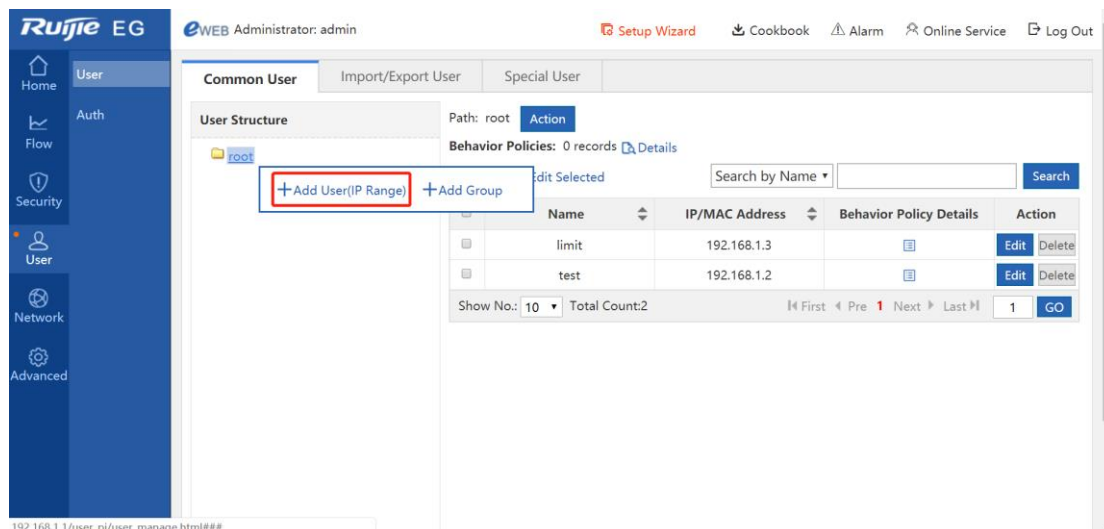 Ruijie EG
eWEB Administrator: admin
Setup Wizard
Cookbook
Alarm
Online Service
Log Out
Home
Flow
Security
User
Network
Advanced
User
Auth
Common User
Import/Export User
Special User
User Structure
root
+Add User(IP Range) +Add Group
Path: root Action
Behavior Policies: 0 records Details
Edit Selected
Search by Name
Search
Name IP/MAC Address Behavior Policy Details Action
limit 192.168.1.3 Edit Delete
test 192.168.1.2 Edit Delete
Show No.: 10 Total Count:2 First Pre 1 Next Last 1 GO
192.168.1.1/user_pi/user_manage.html###